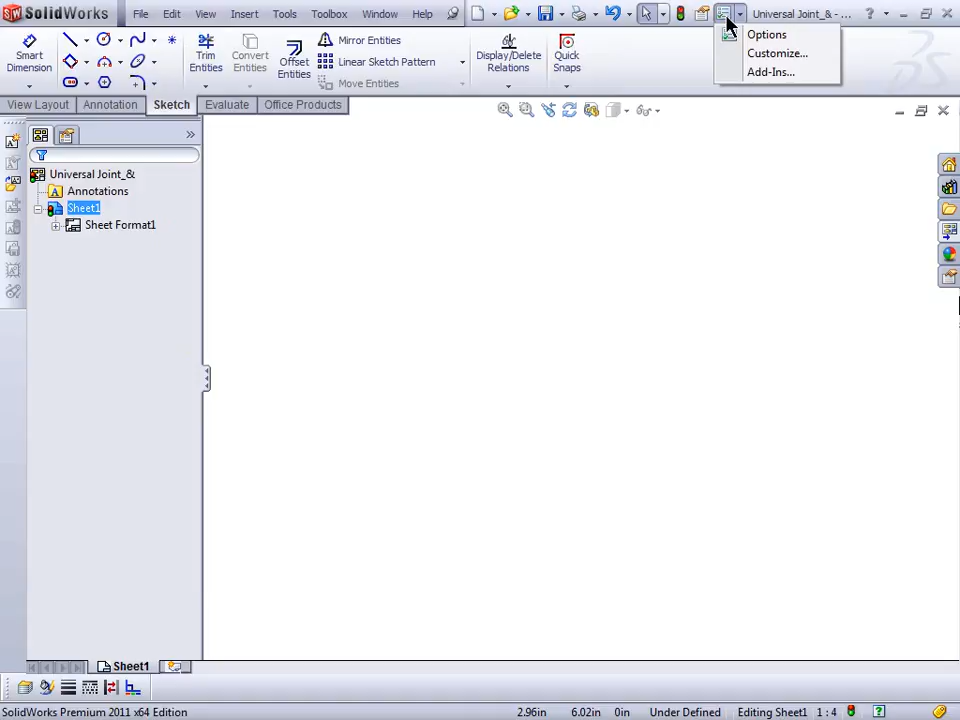 SolidWorks File Edit View Insert Tools Toolbox Window Help Universal Joint_& - ... ?
Options
Customize...
Add-Ins...
Smart Dimension
Trim Entities
Convert Entities
Offset Entities
Mirror Entities
Linear Sketch Pattern
Move Entities
Display/Delete Relations
Quick Snaps
View Layout Annotation Sketch Evaluate Office Products
Universal Joint_&
Annotations
Sheet1
Sheet Format1
Sheet1
SolidWorks Premium 2011 x64 Edition 2.96in 6.02in 0in Under Defined Editing Sheet1 1 : 4